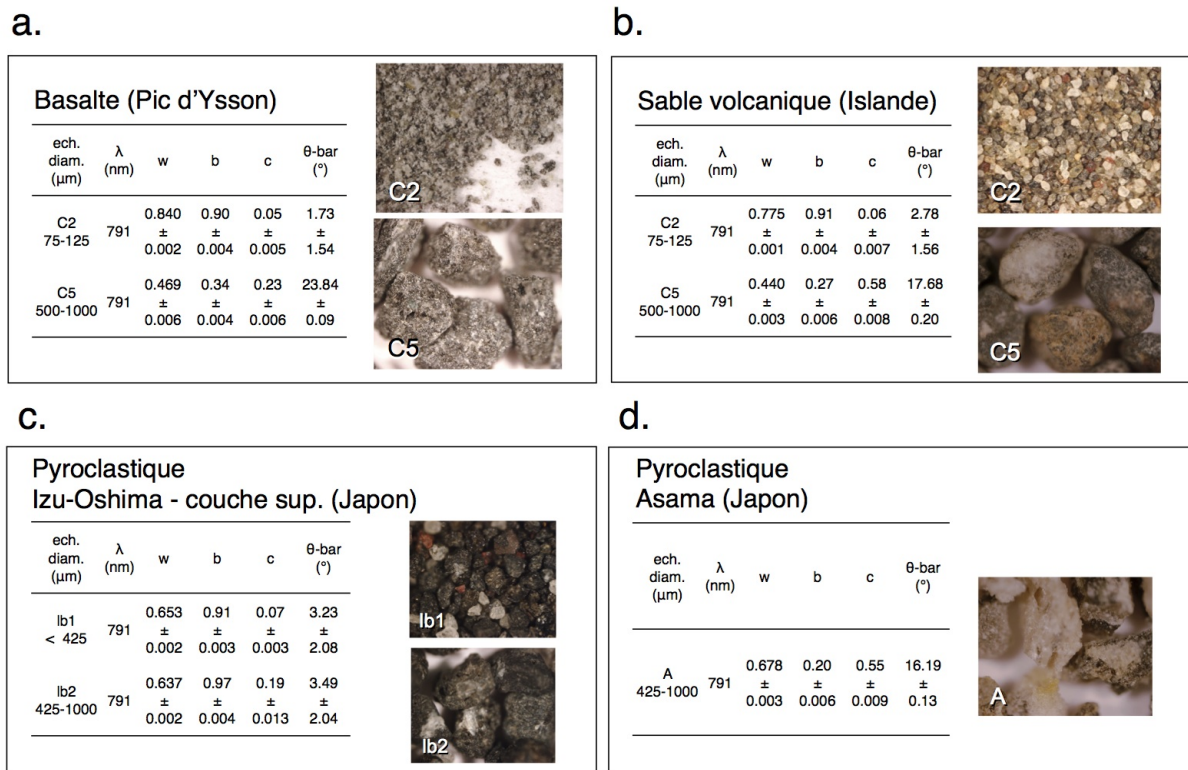 a.
Basalte (Pic d'Ysson)
ech. diam. (µm) λ (nm) w b c θ-bar (°)
C2 75-125 791 0.840 ± 0.002 0.90 ± 0.004 0.05 ± 0.005 1.73 ± 1.54
C5 500-1000 791 0.469 ± 0.006 0.34 ± 0.004 0.23 ± 0.006 23.84 ± 0.09
C2
C5
b.
Sable volcanique (Islande)
ech. diam. (µm) λ (nm) w b c θ-bar (°)
C2 75-125 791 0.775 ± 0.001 0.91 ± 0.004 0.06 ± 0.007 2.78 ± 1.56
C5 500-1000 791 0.440 ± 0.003 0.27 ± 0.006 0.58 ± 0.008 17.68 ± 0.20
C2
C5
c.
Pyroclastique
Izu-Oshima - couche sup. (Japon)
ech. diam. (µm) λ (nm) w b c θ-bar (°)
Ib1 < 425 791 0.653 ± 0.002 0.91 ± 0.003 0.07 ± 0.003 3.23 ± 2.08
Ib2 425-1000 791 0.637 ± 0.002 0.97 ± 0.004 0.19 ± 0.013 3.49 ± 2.04
Ib1
Ib2
d.
Pyroclastique
Asama (Japon)
ech. diam. (µm) λ (nm) w b c θ-bar (°)
A 425-1000 791 0.678 ± 0.003 0.20 ± 0.006 0.55 ± 0.009 16.19 ± 0.13
A